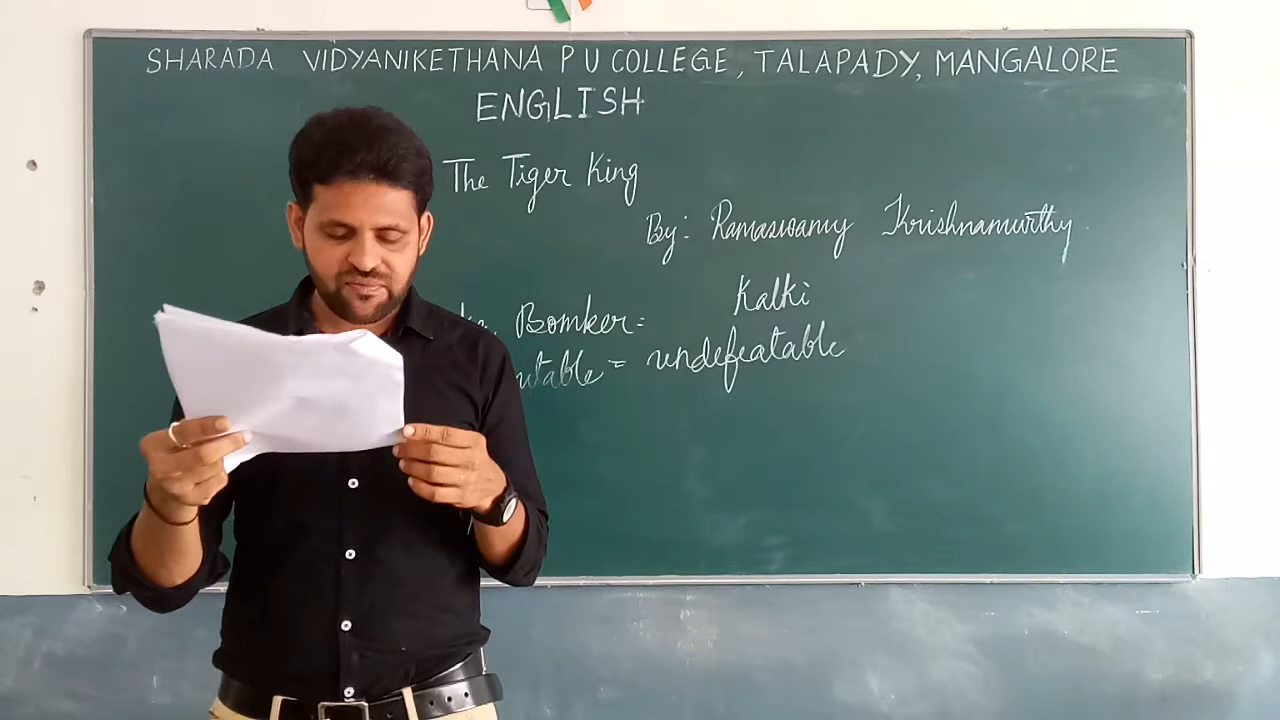 SHARADA VIDYANIKETHANA P U COLLEGE, TALAPADY, MANGALORE
ENGLISH
The Tiger King
By: Ramaswamy Krishnamurthy.
Kalki
Bomker=
= undefeatable